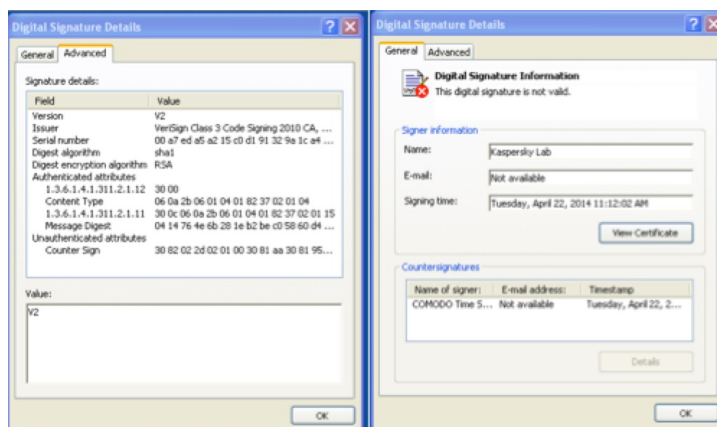 Digital Signature Details
General Advanced
Signature details:
Field Value
Version V2
Issuer VeriSign Class 3 Code Signing 2010 CA, ...
Serial number 00 a7 ed a5 a2 15 c0 d1 91 32 9a 1c a4 ...
Digest algorithm sha1
Digest encryption algorithm RSA
Authenticated attributes
1.3.6.1.4.1.311.2.1.12 30 00
Content Type 06 0a 2b 06 01 04 01 82 37 02 01 04
1.3.6.1.4.1.311.2.1.11 30 0c 06 0a 2b 06 01 04 01 82 37 02 01 15
Message Digest 04 14 76 4e 6b 28 1e b2 be c0 58 60 d4 ...
Unauthenticated attributes
Counter Sign 30 82 02 2d 02 01 00 30 81 aa 30 81 95...
Value:
V2
OK
Digital Signature Details
General Advanced
Digital Signature Information
This digital signature is not valid.
Signer information
Name: Kaspersky Lab
E-mail: Not available
Signing time: Tuesday, April 22, 2014 11:12:02 AM
View Certificate
Countersignatures
Name of signer: E-mail address: Timestamp
COMODO Time S... Not available Tuesday, April 22, 2...
Details
OK